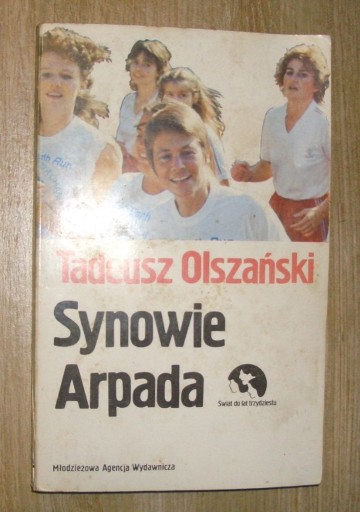 Tadeusz Olszański
Synowie
Arpada
Świat do lat trzydziestu
Młodzieżowa Agencja Wydawnicza